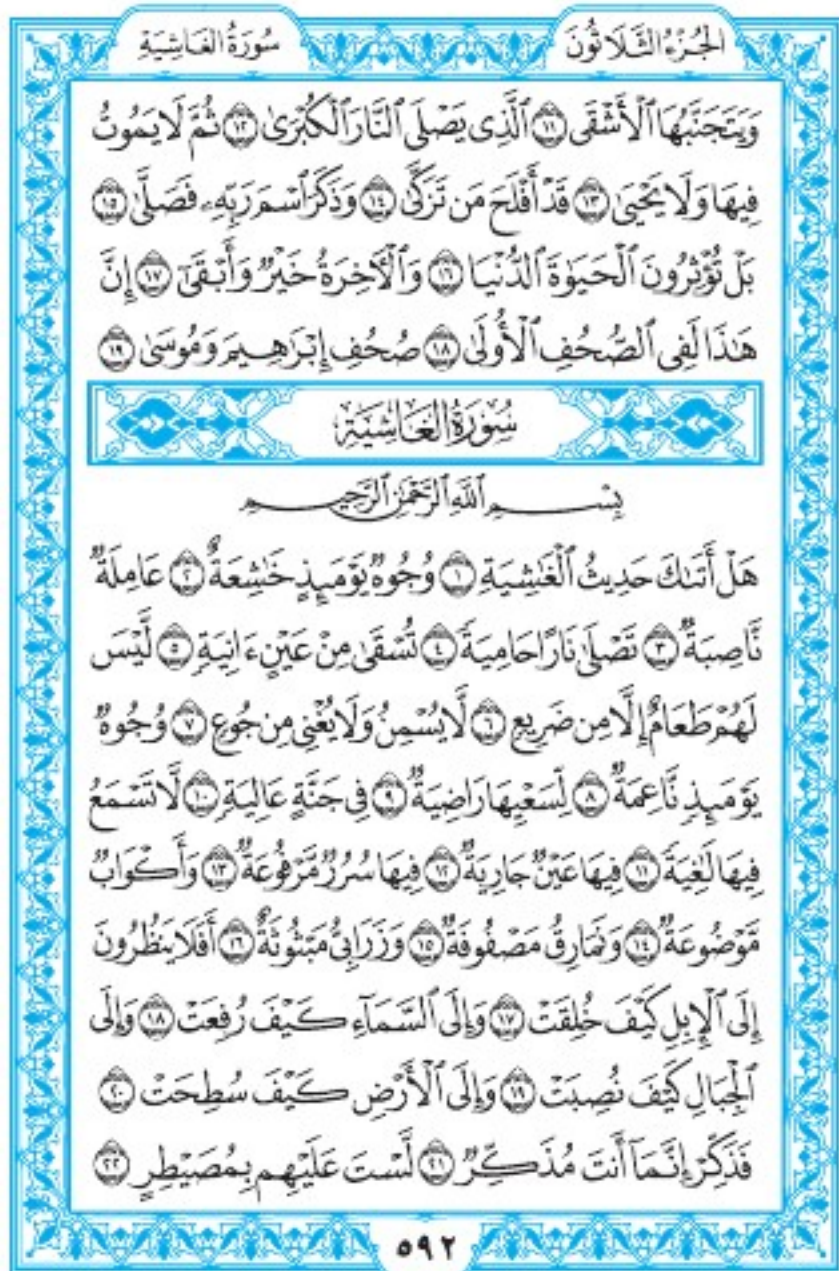 الجُزْءُ الثَّلَاثُونَ
سُورَةُ الغَاشِيَةِ
وَيَتَجَنَّبُهَا ٱلْأَشْقَى ١١ ٱلَّذِى يَصْلَى ٱلنَّارَ ٱلْكُبْرَىٰ ١٢ ثُمَّ لَا يَمُوتُ
فِيهَا وَلَا يَحْيَىٰ ١٣ قَدْ أَفْلَحَ مَن تَزَكَّىٰ ١٤ وَذَكَرَ ٱسْمَ رَبِّهِۦ فَصَلَّىٰ ١٥
بَلْ تُؤْثِرُونَ ٱلْحَيَوٰةَ ٱلدُّنْيَا ١٦ وَٱلْءَاخِرَةُ خَيْرٌ وَأَبْقَىٰٓ ١٧ إِنَّ
هَٰذَا لَفِى ٱلصُّحُفِ ٱلْأُولَىٰ ١٨ صُحُفِ إِبْرَٰهِيمَ وَمُوسَىٰ ١٩
سُورَةُ الغَاشِيَةِ
بِسْمِ ٱللَّهِ ٱلرَّحْمَٰنِ ٱلرَّحِيمِ
هَلْ أَتَىٰكَ حَدِيثُ ٱلْغَٰشِيَةِ ١ وُجُوهٌ يَوْمَئِذٍ خَٰشِعَةٌ ٢ عَامِلَةٌ
نَّاصِبَةٌ ٣ تَصْلَىٰ نَارًا حَامِيَةً ٤ تُسْقَىٰ مِنْ عَيْنٍ ءَانِيَةٍ ٥ لَّيْسَ
لَهُمْ طَعَامٌ إِلَّا مِن ضَرِيعٍ ٦ لَّا يُسْمِنُ وَلَا يُغْنِى مِن جُوعٍ ٧ وُجُوهٌ
يَوْمَئِذٍ نَّاعِمَةٌ ٨ لِّسَعْيِهَا رَاضِيَةٌ ٩ فِى جَنَّةٍ عَالِيَةٍ ١٠ لَّا تَسْمَعُ
فِيهَا لَٰغِيَةً ١١ فِيهَا عَيْنٌ جَارِيَةٌ ١٢ فِيهَا سُرُرٌ مَّرْفُوعَةٌ ١٣ وَأَكْوَابٌ
مَّوْضُوعَةٌ ١٤ وَنَمَارِقُ مَصْفُوفَةٌ ١٥ وَزَرَابِىُّ مَبْثُوثَةٌ ١٦ أَفَلَا يَنظُرُونَ
إِلَى ٱلْإِبِلِ كَيْفَ خُلِقَتْ ١٧ وَإِلَى ٱلسَّمَآءِ كَيْفَ رُفِعَتْ ١٨ وَإِلَى
ٱلْجِبَالِ كَيْفَ نُصِبَتْ ١٩ وَإِلَى ٱلْأَرْضِ كَيْفَ سُطِحَتْ ٢٠
فَذَكِّرْ إِنَّمَآ أَنتَ مُذَكِّرٌ ٢١ لَّسْتَ عَلَيْهِم بِمُصَيْطِرٍ ٢٢
٥٩٢